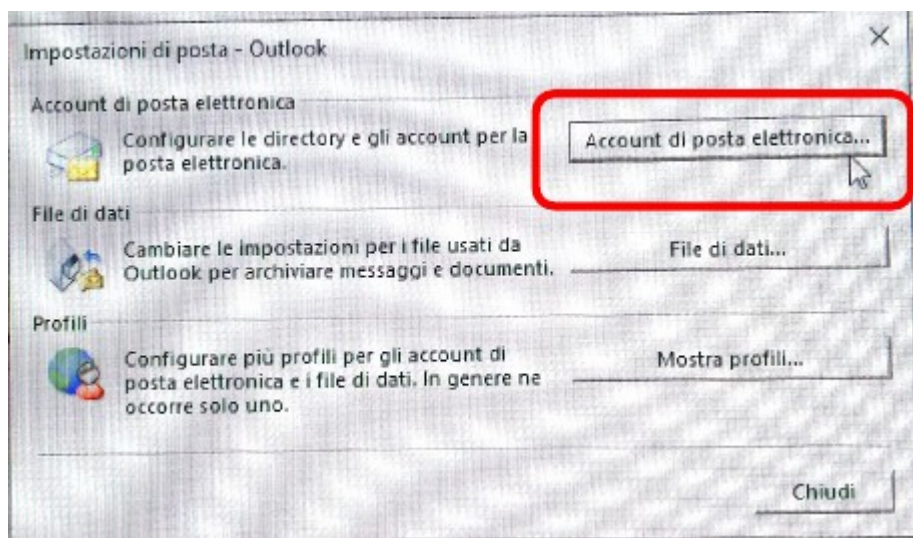 Impostazioni di posta - Outlook
Account di posta elettronica
Configurare le directory e gli account per la
posta elettronica.
Account di posta elettronica...
File di dati
Cambiare le impostazioni per i file usati da
Outlook per archiviare messaggi e documenti.
File di dati...
Profili
Configurare più profili per gli account di
posta elettronica e i file di dati. In genere ne
occorre solo uno.
Mostra profili...
Chiudi